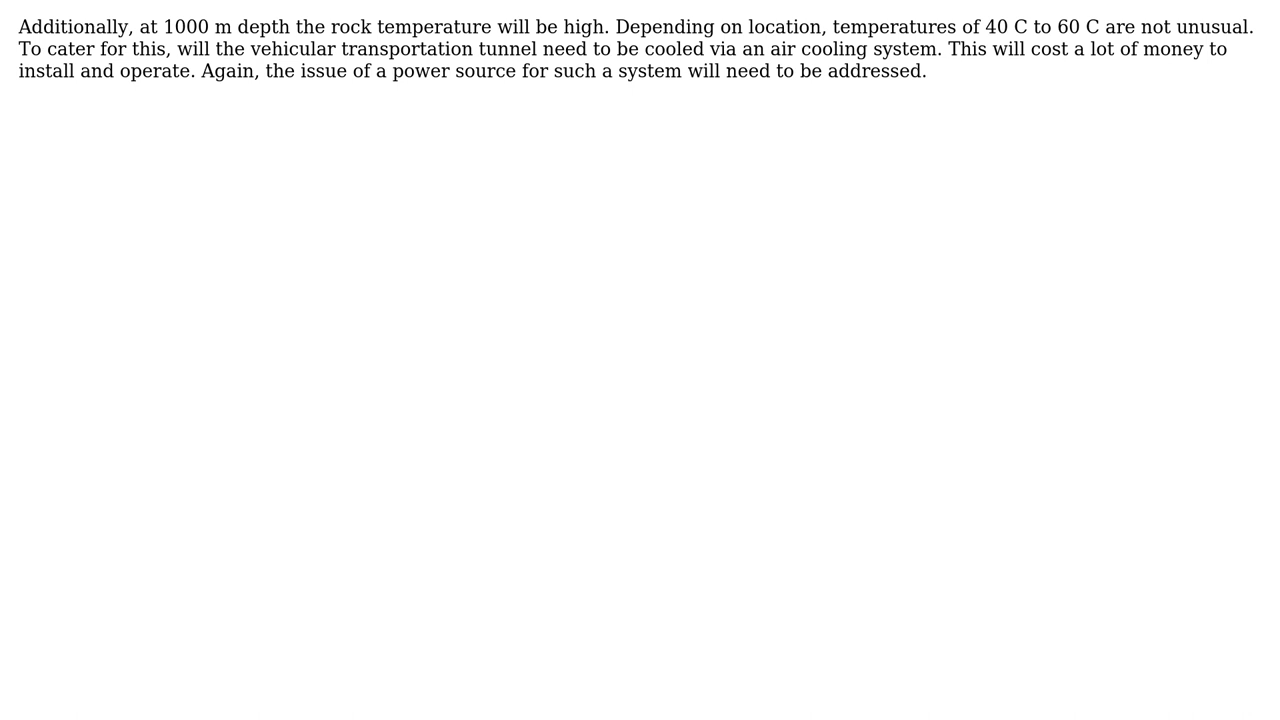 Additionally, at 1000 m depth the rock temperature will be high. Depending on location, temperatures of 40 C to 60 C are not unusual.
To cater for this, will the vehicular transportation tunnel need to be cooled via an air cooling system. This will cost a lot of money to
install and operate. Again, the issue of a power source for such a system will need to be addressed.